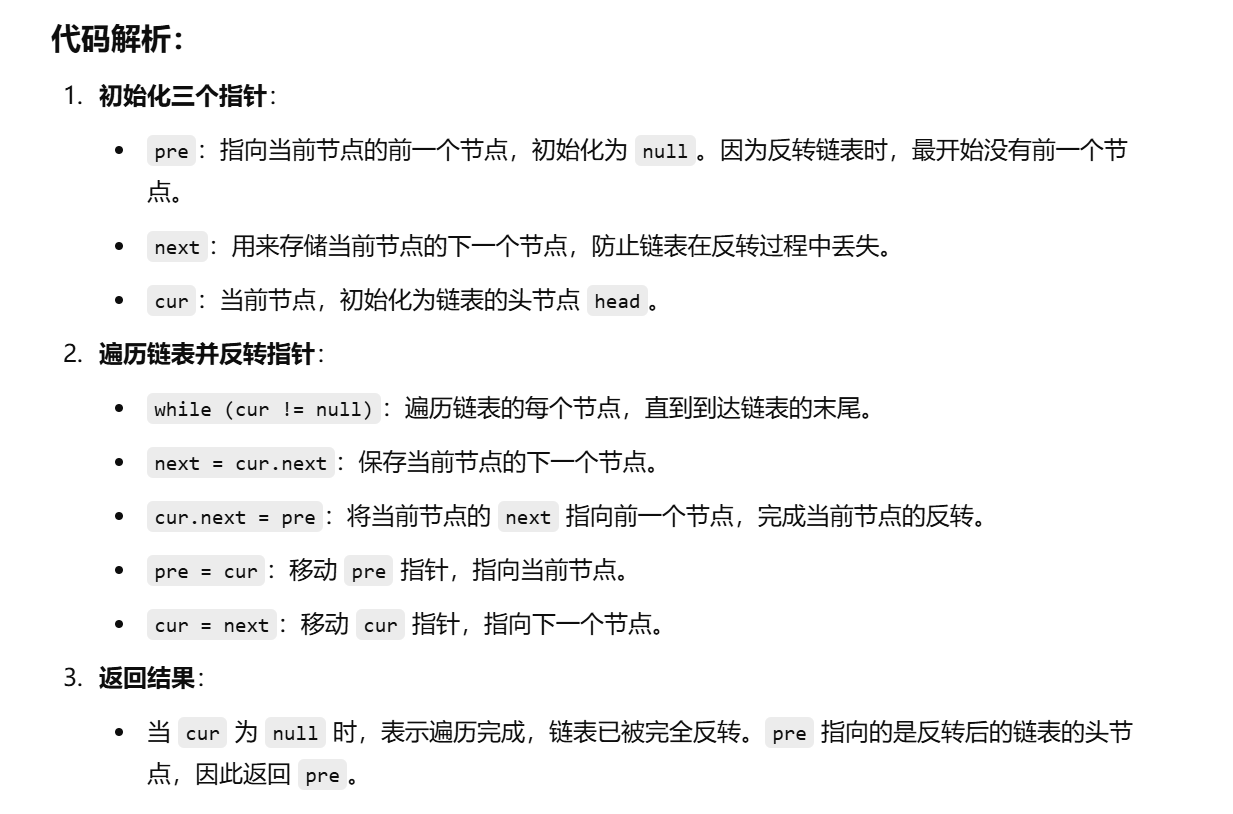 代码解析：
1. 初始化三个指针：
• pre：指向当前节点的前一个节点，初始化为 null。因为反转链表时，最开始没有前一个节
点。
• next：用来存储当前节点的下一个节点，防止链表在反转过程中丢失。
• cur：当前节点，初始化为链表的头节点 head。
2. 遍历链表并反转指针：
• while (cur != null)：遍历链表的每个节点，直到到达链表的末尾。
• next = cur.next：保存当前节点的下一个节点。
• cur.next = pre：将当前节点的 next 指向前一个节点，完成当前节点的反转。
• pre = cur：移动 pre 指针，指向当前节点。
• cur = next：移动 cur 指针，指向下一个节点。
3. 返回结果：
• 当 cur 为 null 时，表示遍历完成，链表已被完全反转。pre 指向的是反转后的链表的头节
点，因此返回 pre。